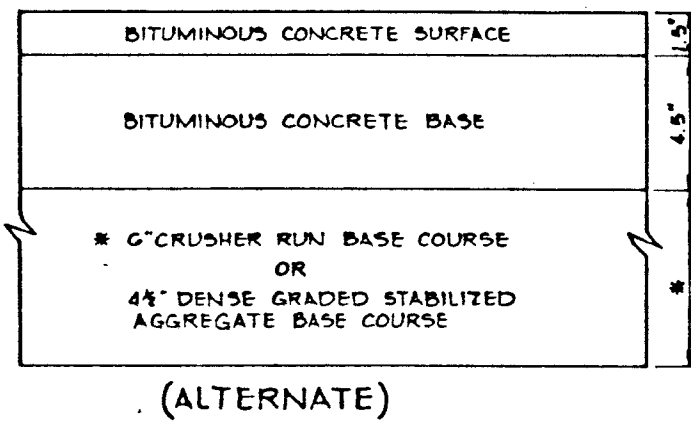 BITUMINOUS CONCRETE SURFACE
1.5"
BITUMINOUS CONCRETE BASE
4.5"
* 6" CRUSHER RUN BASE COURSE
OR
4½" DENSE GRADED STABILIZED
AGGREGATE BASE COURSE
*
(ALTERNATE)